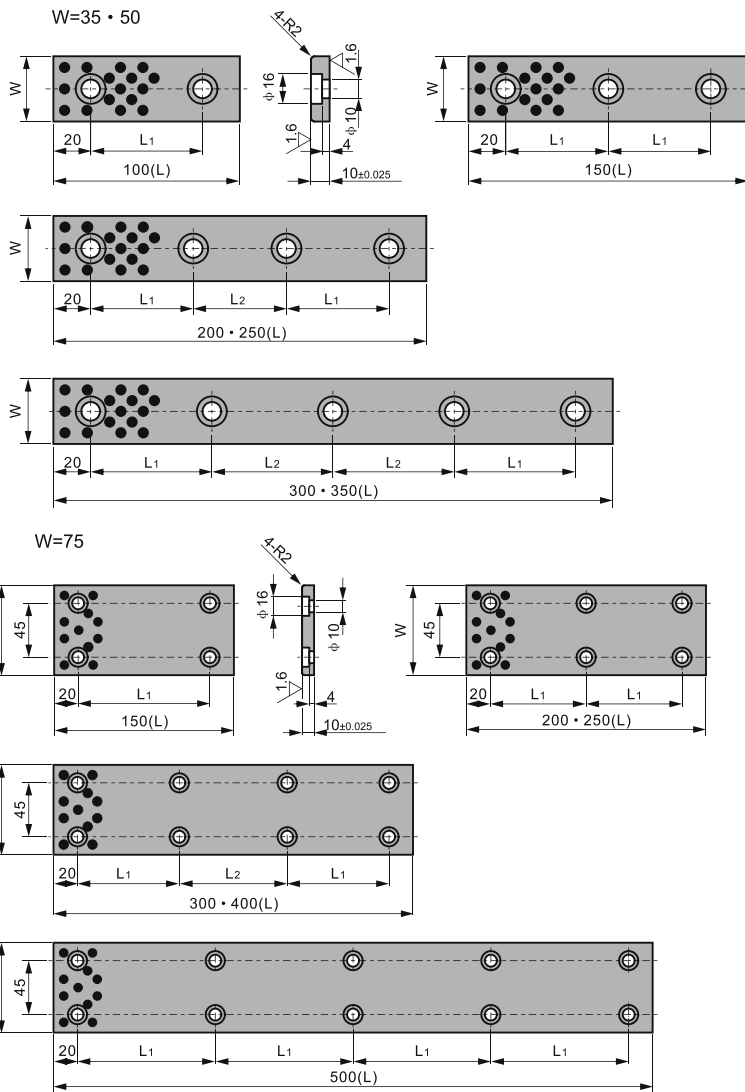 W=35 • 50
4-R2
1.6
W
φ16
φ10
1.6
20
L1
4
100(L)
10±0.025
W
20
L1
L1
150(L)
W
20
L1
L2
L1
200 • 250(L)
W
20
L1
L2
L2
L1
300 • 350(L)
W=75
4-R2
45
φ16
φ10
1.6
20
L1
4
150(L)
10±0.025
W
45
20
L1
L1
200 • 250(L)
45
20
L1
L2
L1
300 • 400(L)
45
20
L1
L1
L1
L1
500(L)